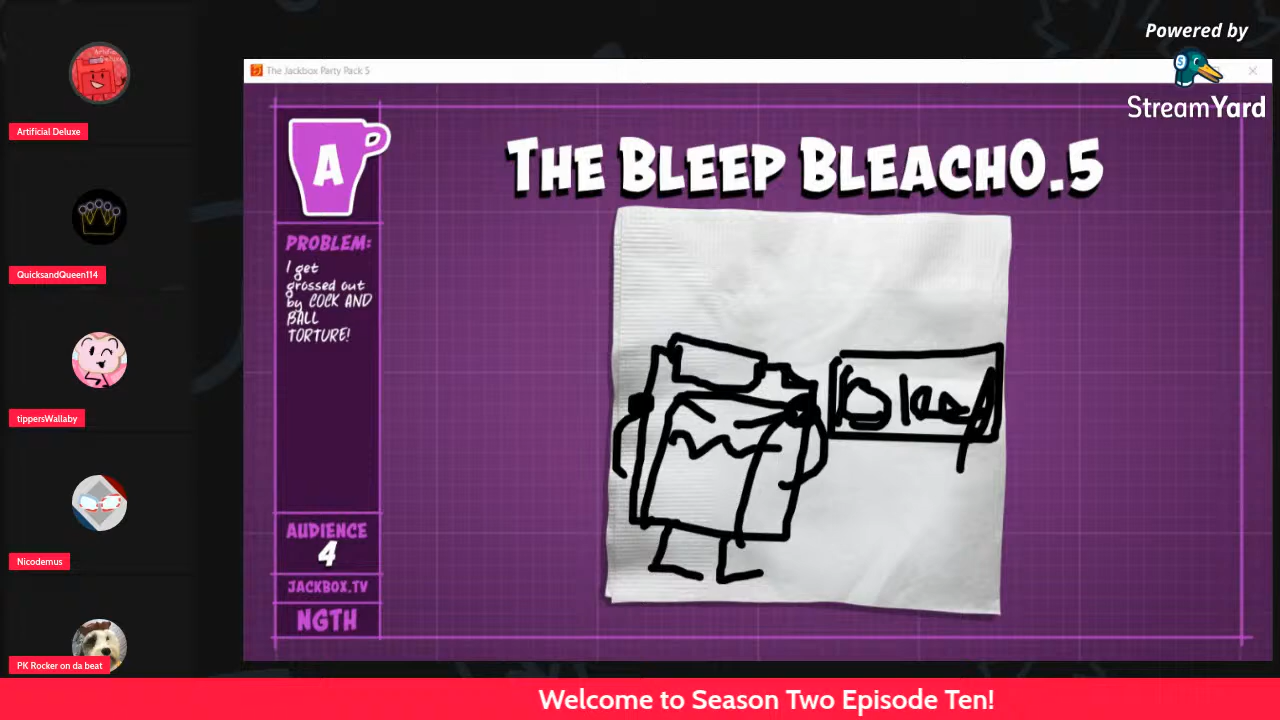 Powered by
StreamYard
The Jackbox Party Pack 5
Artificial Deluxe
QuicksandQueen114
tippersWallaby
Nicodemus
PK Rocker on da beat
A
THE BLEEP BLEACH0.5
PROBLEM:
I get
grossed out
by COCK AND
BALL
TORTURE!
AUDIENCE
4
JACKBOX.TV
NGTH
Welcome to Season Two Episode Ten!